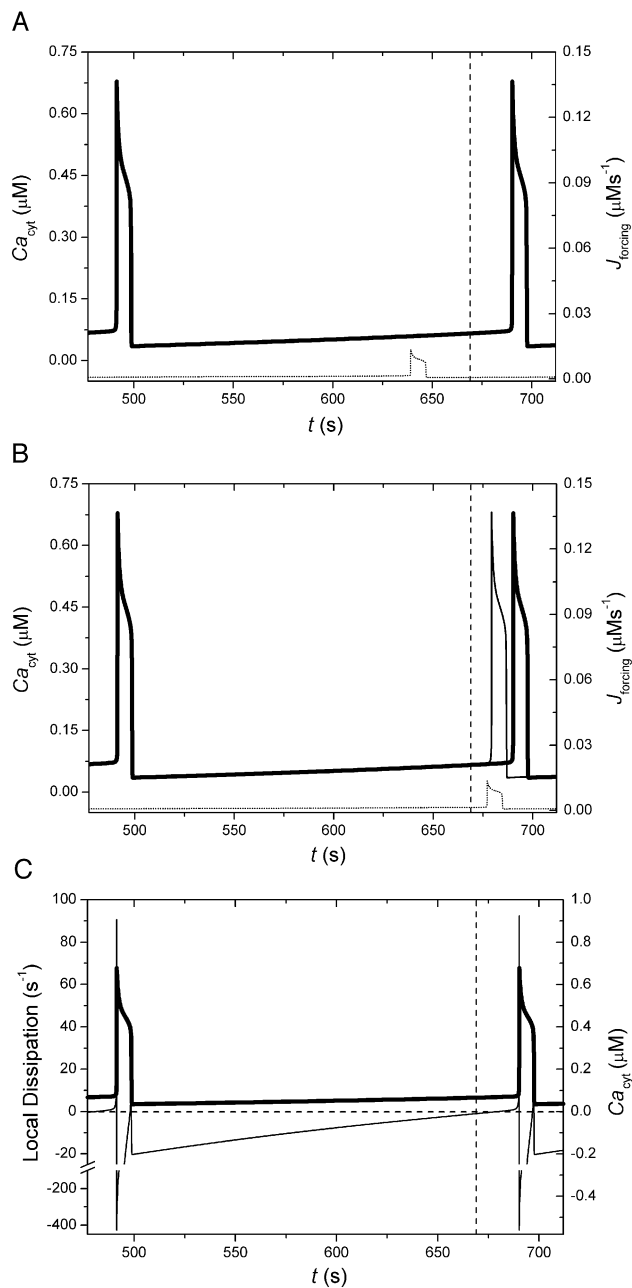 A
0.75
0.60
0.45
0.30
0.15
0.00
Ca_cyt (μM)
0.15
0.12
0.09
0.06
0.03
0.00
J_forcing (μMs⁻¹)
500 550 600 650 700
t (s)
B
0.75
0.60
0.45
0.30
0.15
0.00
Ca_cyt (μM)
0.15
0.12
0.09
0.06
0.03
0.00
J_forcing (μMs⁻¹)
500 550 600 650 700
t (s)
C
100
80
60
40
20
0
-20
-200
-400
Local Dissipation (s⁻¹)
1.0
0.8
0.6
0.4
0.2
0.0
-0.2
-0.4
Ca_cyt (μM)
500 550 600 650 700
t (s)